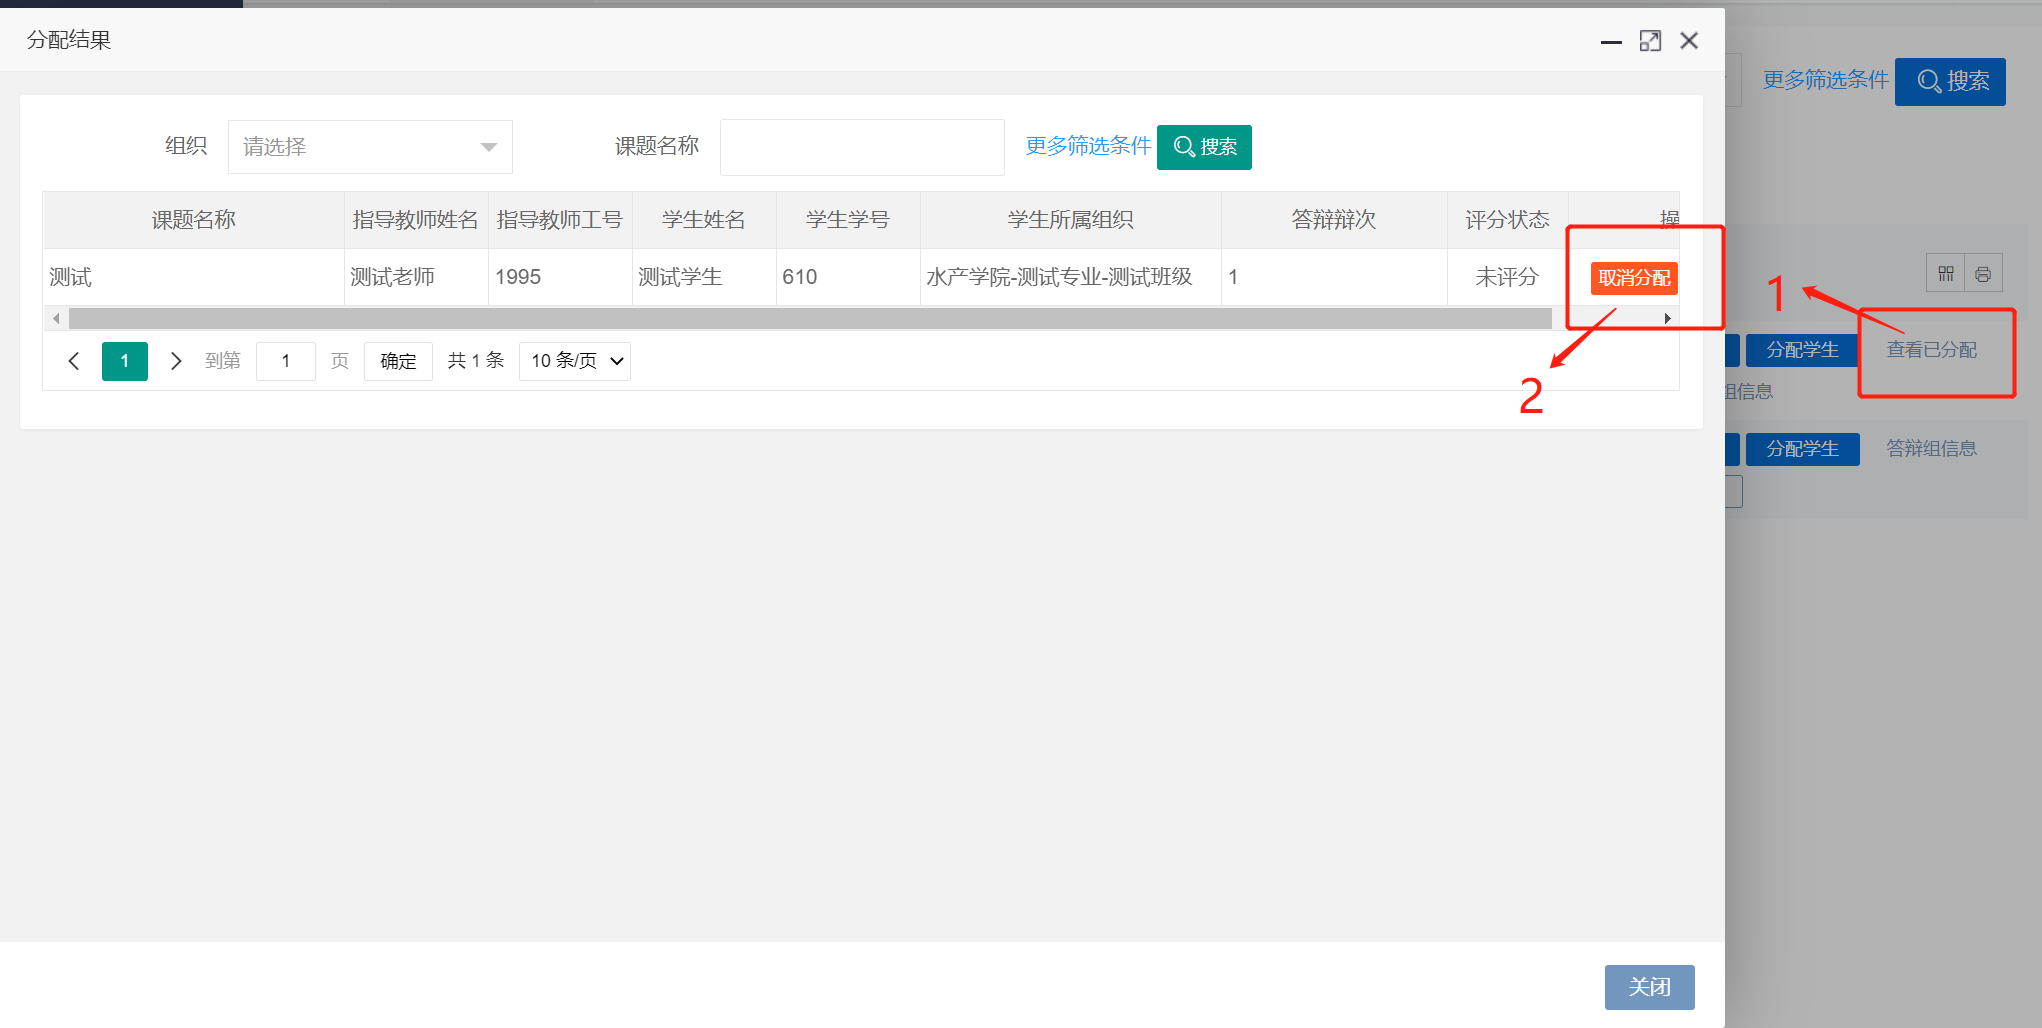 分配结果
更多筛选条件 搜索
组织 请选择 课题名称 更多筛选条件 搜索
课题名称 指导教师姓名 指导教师工号 学生姓名 学生学号 学生所属组织 答辩辩次 评分状态 操
测试 测试老师 1995 测试学生 610 水产学院-测试专业-测试班级 1 未评分 取消分配
1
1 到第 1 页 确定 共 1 条 10 条/页
2
分配学生 查看已分配
组信息
分配学生 答辩组信息
关闭